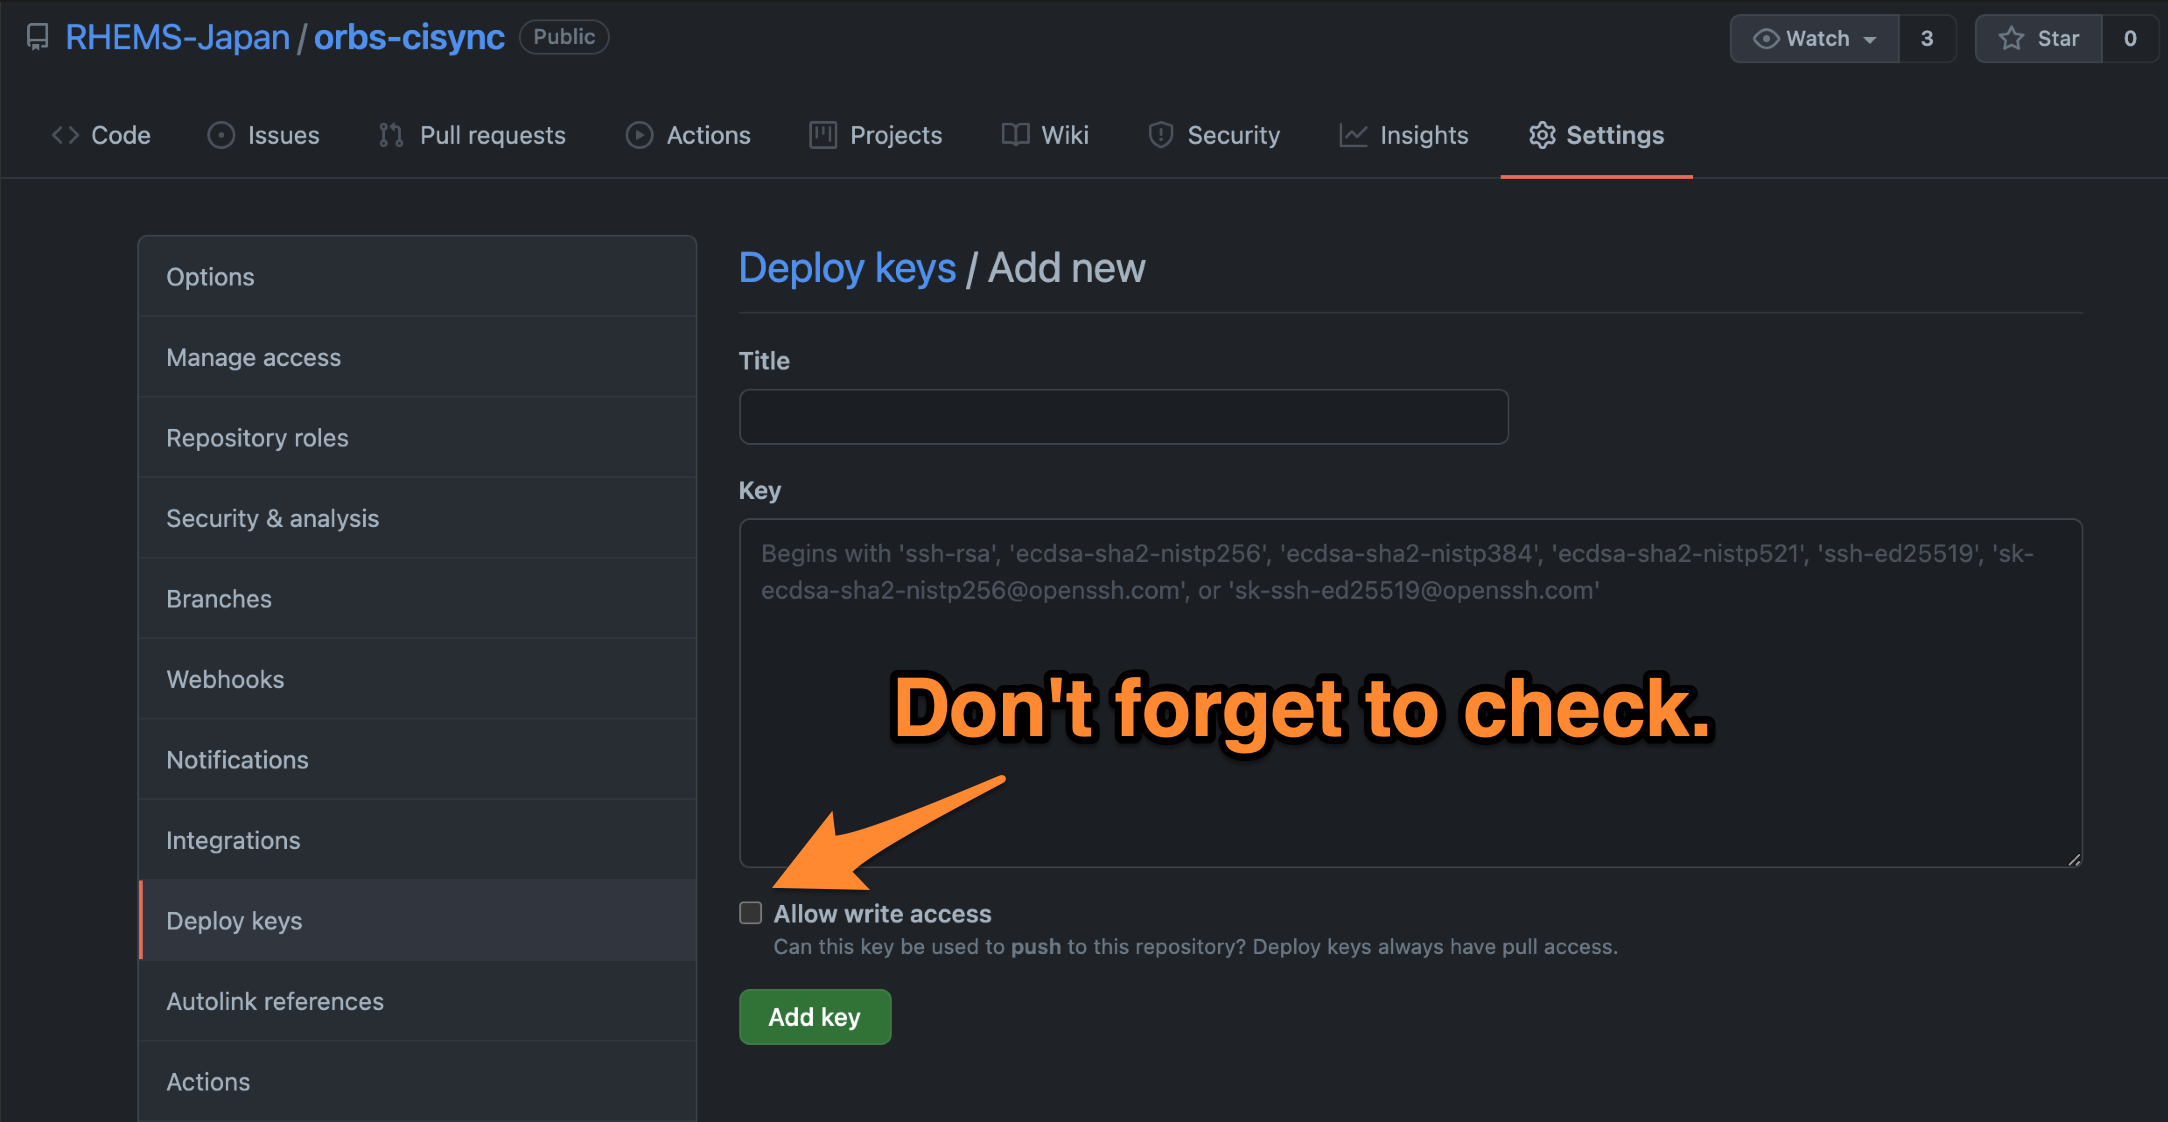 RHEMS-Japan / orbs-cisync Public
Watch 3 Star 0
Code Issues Pull requests Actions Projects Wiki Security Insights Settings
Options
Manage access
Repository roles
Security & analysis
Branches
Webhooks
Notifications
Integrations
Deploy keys
Autolink references
Actions
Deploy keys / Add new
Title
Key
Begins with 'ssh-rsa', 'ecdsa-sha2-nistp256', 'ecdsa-sha2-nistp384', 'ecdsa-sha2-nistp521', 'ssh-ed25519', 'sk-
ecdsa-sha2-nistp256@openssh.com', or 'sk-ssh-ed25519@openssh.com'
Don't forget to check.
Allow write access
Can this key be used to push to this repository? Deploy keys always have pull access.
Add key